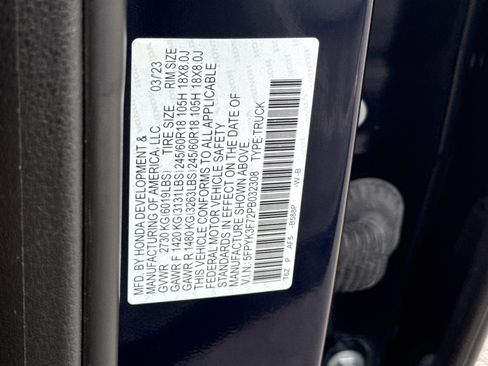 MFD. BY HONDA DEVELOPMENT &
MANUFACTURING OF AMERICA, LLC 03/23
GVWR 2730 KG(6019LBS) TIRE SIZE RIM SIZE
GAWR F 1420 KG(3131LBS) 245/60R18 105H 18X8.0J
GAWR R 1480 KG(3263LBS) 245/60R18 105H 18X8.0J
THIS VEHICLE CONFORMS TO ALL APPLICABLE
FEDERAL MOTOR VEHICLE SAFETY
STANDARDS IN EFFECT ON THE DATE OF
MANUFACTURE SHOWN ABOVE.
V.I.N.: 5FPYK3F72PB032308 TYPE:TRUCK
T6Z P AF5 B588P -W-B